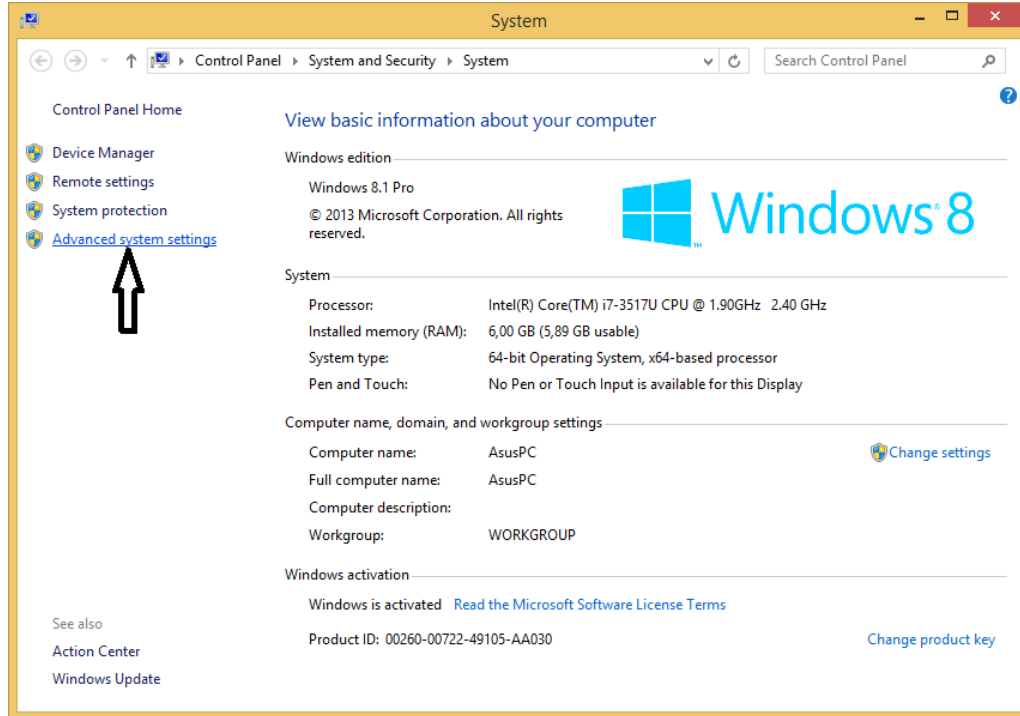 System
Control Panel System and Security System
Search Control Panel
Control Panel Home
Device Manager
Remote settings
System protection
Advanced system settings
See also
Action Center
Windows Update
View basic information about your computer
Windows edition
Windows 8.1 Pro
© 2013 Microsoft Corporation. All rights
reserved.
Windows® 8
TM
System
Processor: Intel(R) Core(TM) i7-3517U CPU @ 1.90GHz 2.40 GHz
Installed memory (RAM): 6,00 GB (5,89 GB usable)
System type: 64-bit Operating System, x64-based processor
Pen and Touch: No Pen or Touch Input is available for this Display
Computer name, domain, and workgroup settings
Computer name: AsusPC Change settings
Full computer name: AsusPC
Computer description:
Workgroup: WORKGROUP
Windows activation
Windows is activated Read the Microsoft Software License Terms
Product ID: 00260-00722-49105-AA030 Change product key